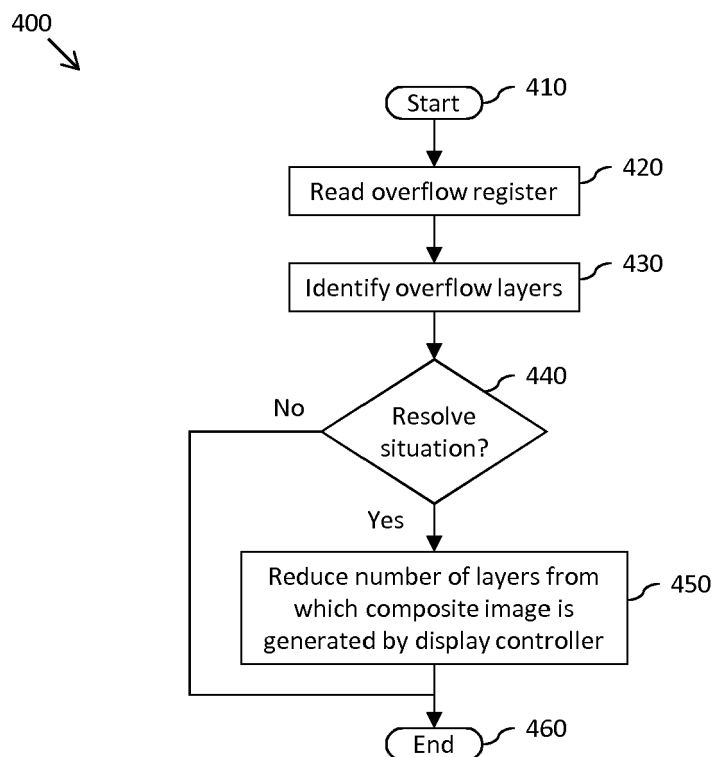 400
Start
410
Read overflow register
420
Identify overflow layers
430
440
No
Resolve
situation?
Yes
Reduce number of layers from
which composite image is
generated by display controller
450
End
460